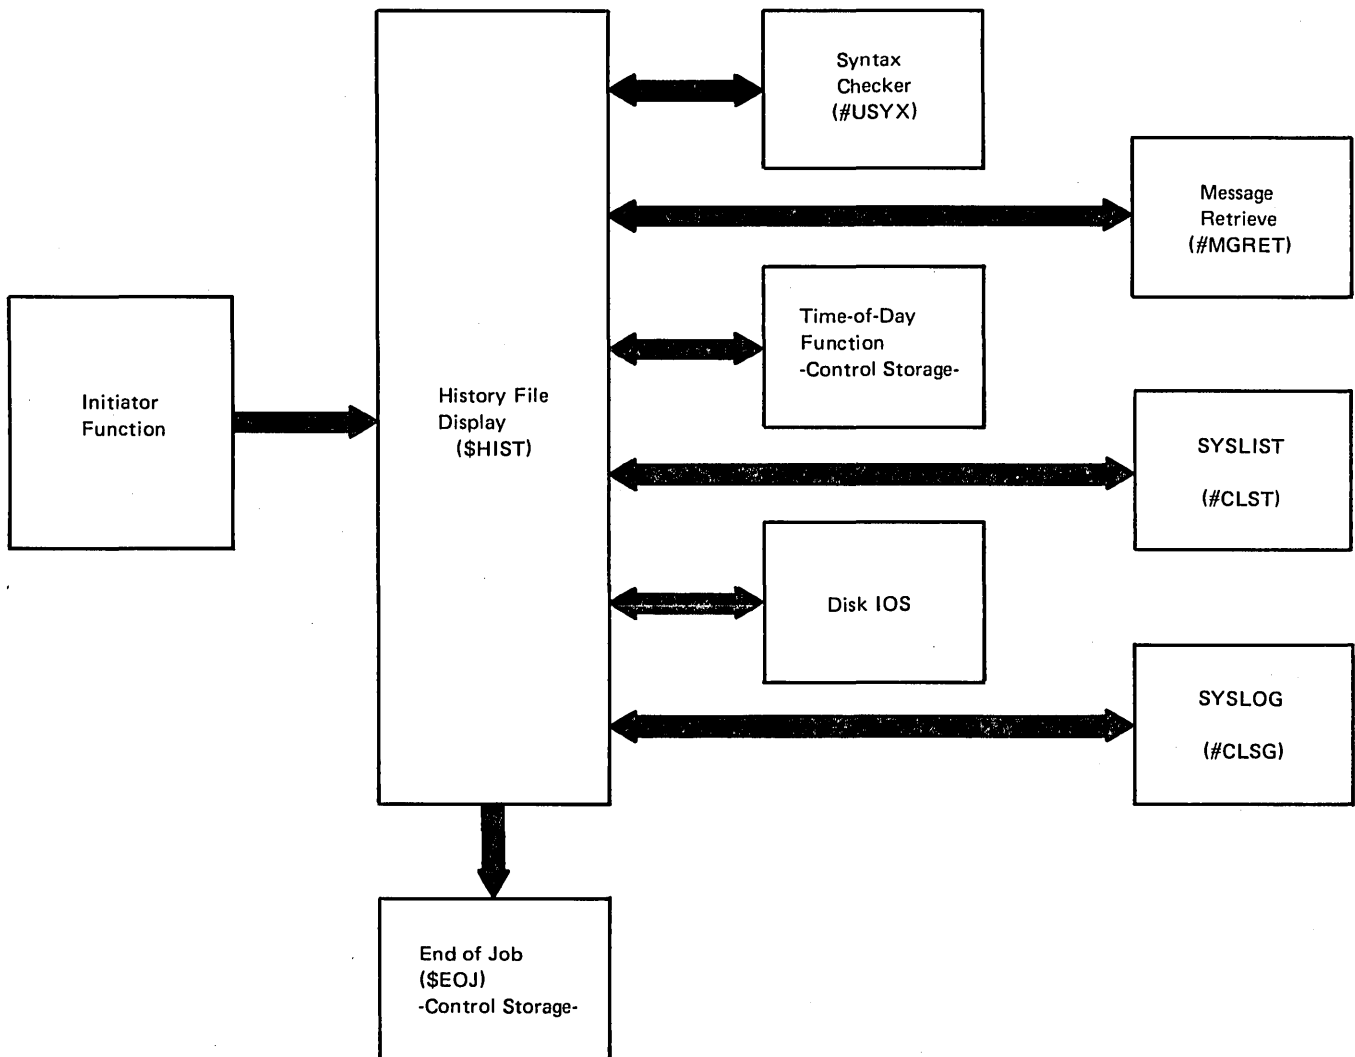 Syntax
Checker
(#USYX)
Message
Retrieve
(#MGRET)
Time-of-Day
Function
-Control Storage-
Initiator
Function
History File
Display
($HIST)
SYSLIST
(#CLST)
Disk IOS
SYSLOG
(#CLSG)
End of Job
($EOJ)
-Control Storage-